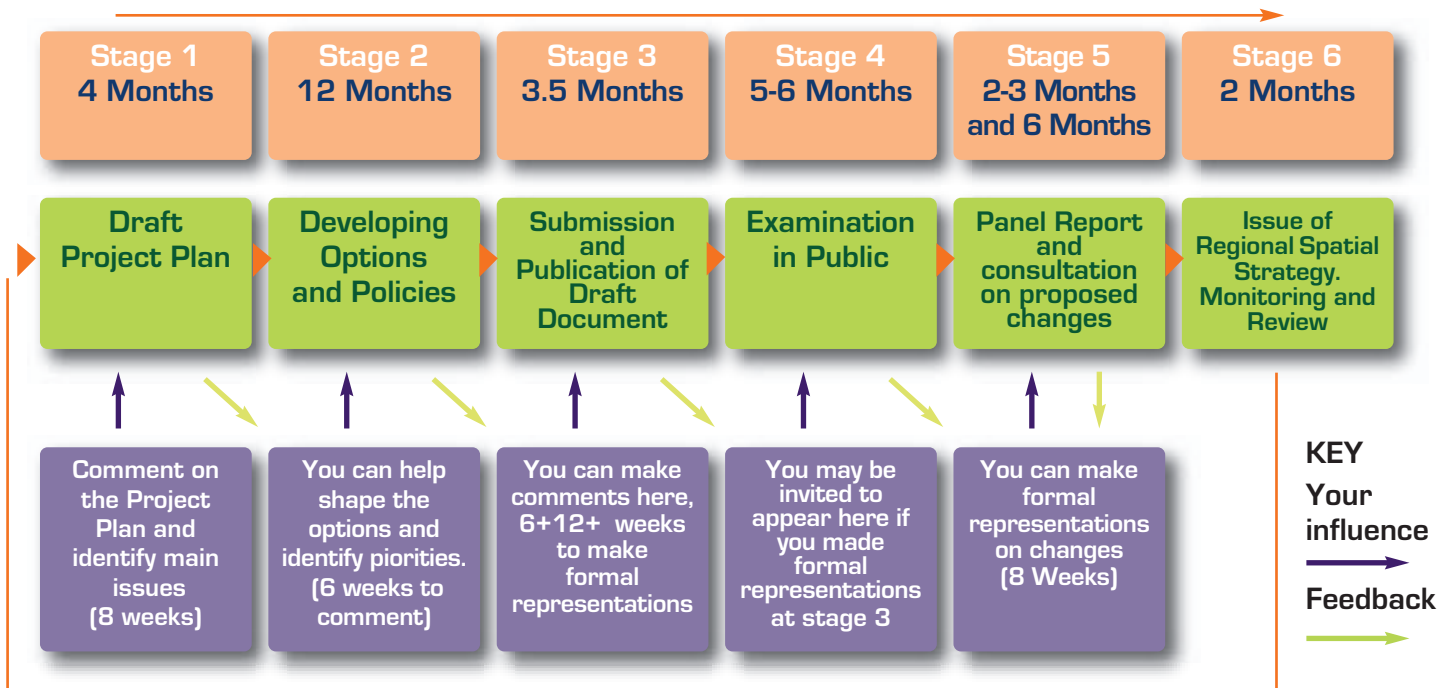 Stage 1
4 Months
Stage 2
12 Months
Stage 3
3.5 Months
Stage 4
5-6 Months
Stage 5
2-3 Months
and 6 Months
Stage 6
2 Months
Draft
Project Plan
Developing
Options
and Policies
Submission
and
Publication of
Draft
Document
Examination
in Public
Panel Report
and
consultation
on proposed
changes
Issue of
Regional Spatial
Strategy.
Monitoring and
Review
Comment on
the Project
Plan and
identify main
issues
(8 weeks)
You can help
shape the
options and
identify piorities.
(6 weeks to
comment)
You can make
comments here,
6+12+ weeks
to make
formal
representations
You may be
invited to
appear here if
you made
formal
representations
at stage 3
You can make
formal
representations
on changes
(8 Weeks)
KEY
Your
influence
Feedback